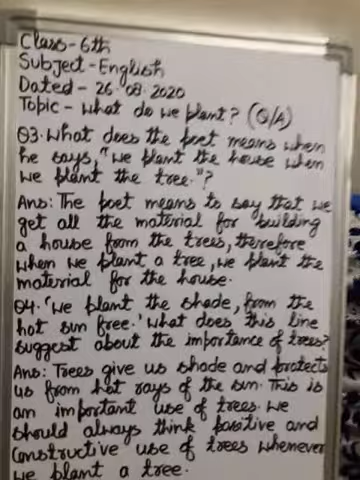 Class-6th
Subject-English
Dated - 26.08.2020
Topic - What do we plant? (Q/A)
Q3. What does the poet means when
he says, "we plant the house when
we plant the tree."?
Ans: The poet means to say that we
get all the material for building
a house from the trees, therefore
when we plant a tree, we plant the
material for the house.
Q4. 'We plant the shade, from the
hot sun free.' What does this line
suggest about the importance of trees?
Ans: Trees give us shade and protects
us from hot rays of the sun. This is
an important use of trees. We
should always think positive and
constructive use of trees whenever
we plant a tree.